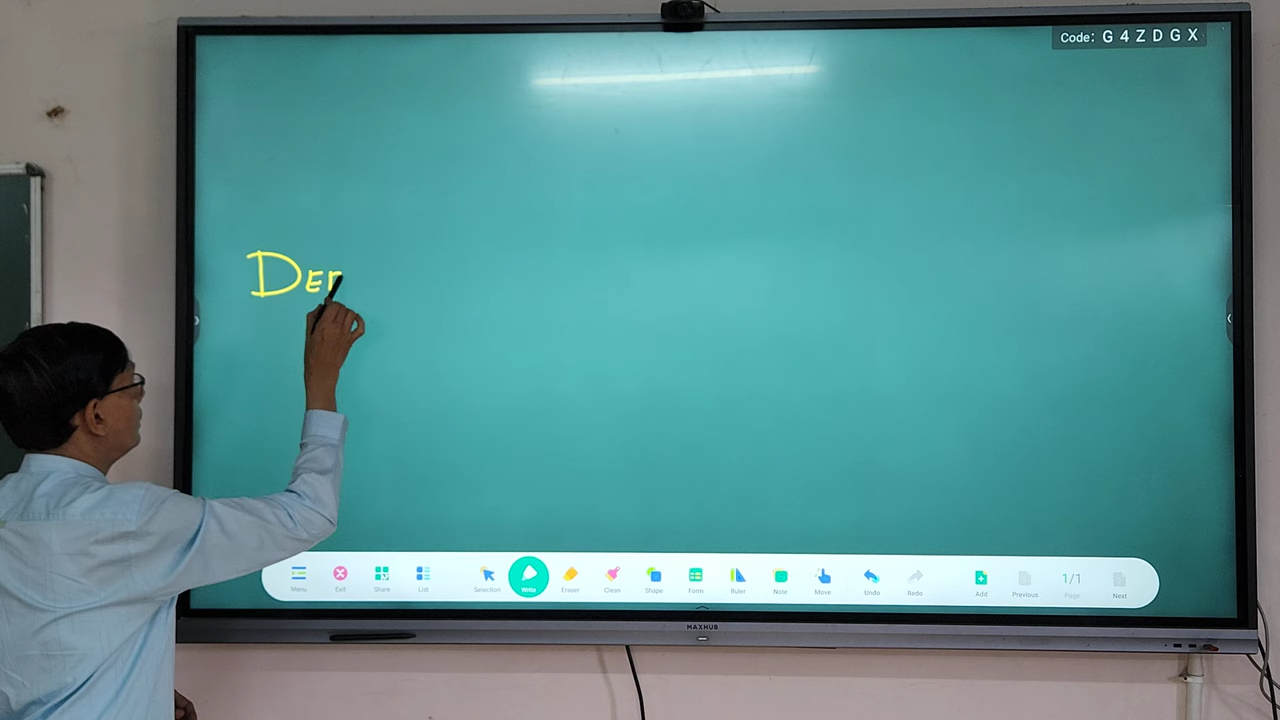 Code: G4ZDGX
DE
Menu
Exit
Share
List
Selection
Write
Eraser
Clean
Shape
Form
Ruler
Note
Move
Undo
Redo
Add
Previous
1/1
Page
Next
MAXHUB